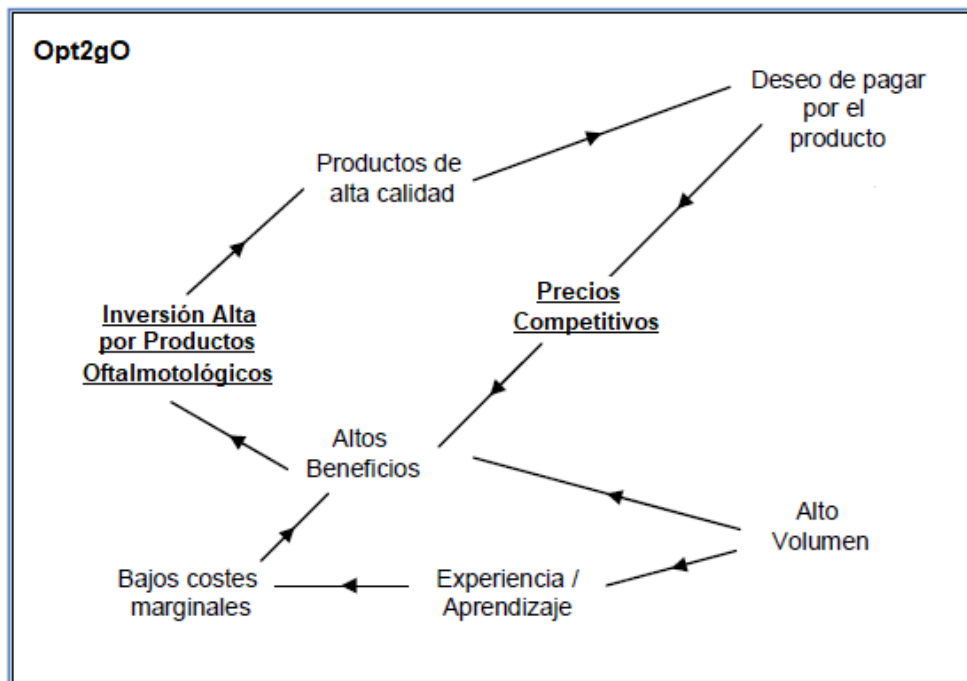 Opt2gO
Deseo de pagar
por el
producto
Productos de
alta calidad
Inversión Alta
por Productos
Oftalmotológicos
Precios
Competitivos
Altos
Beneficios
Alto
Volumen
Bajos costes
marginales
Experiencia /
Aprendizaje